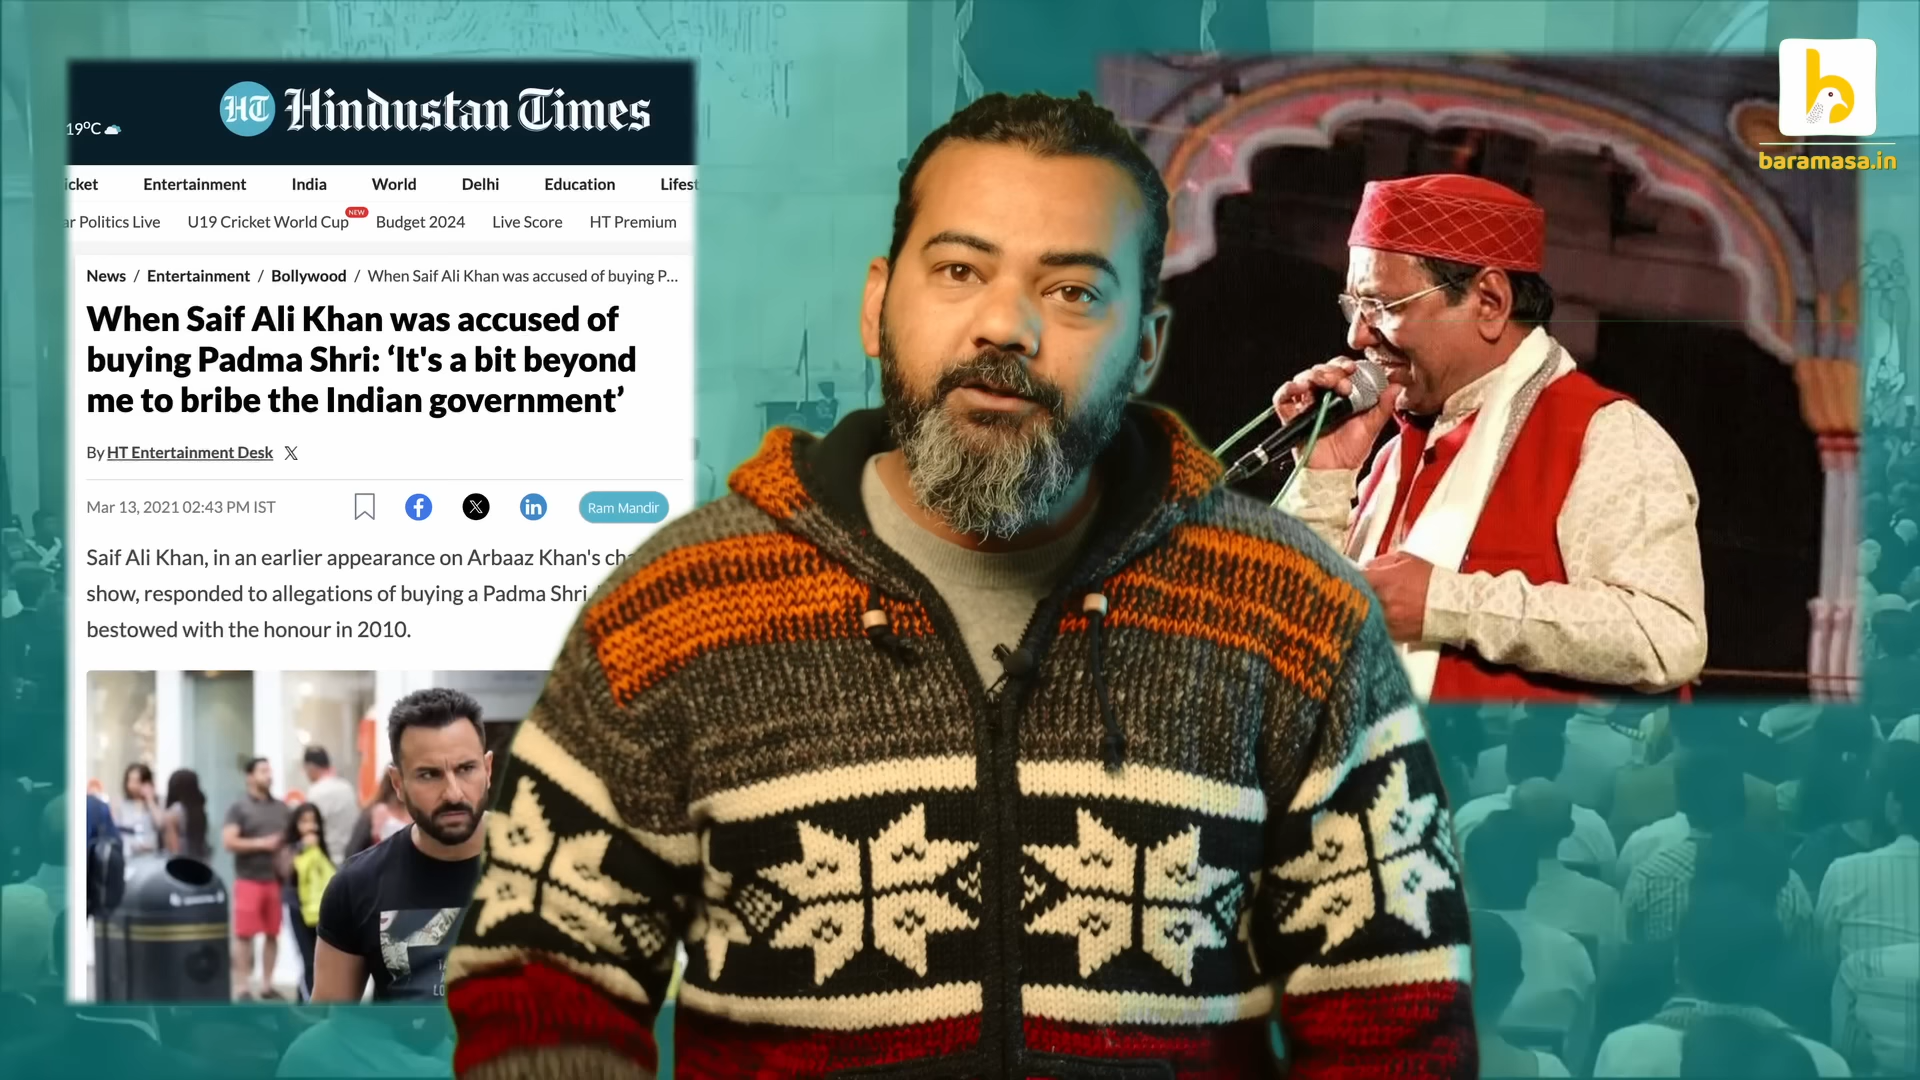 19°C
HT Hindustan Times
icket Entertainment India World Delhi Education Lifest
ar Politics Live U19 Cricket World Cup NEW Budget 2024 Live Score HT Premium
News / Entertainment / Bollywood / When Saif Ali Khan was accused of buying P...
When Saif Ali Khan was accused of
buying Padma Shri: ‘It's a bit beyond
me to bribe the Indian government’
By HT Entertainment Desk
Mar 13, 2021 02:43 PM IST Ram Mandir
Saif Ali Khan, in an earlier appearance on Arbaaz Khan's cha
show, responded to allegations of buying a Padma Shri.
bestowed with the honour in 2010.
b
baramasa.in